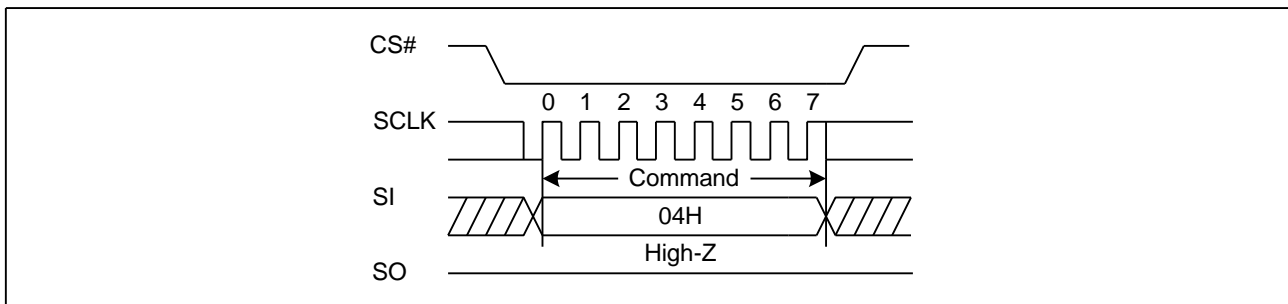 CS#
0 1 2 3 4 5 6 7
SCLK
Command
SI
04H
High-Z
SO